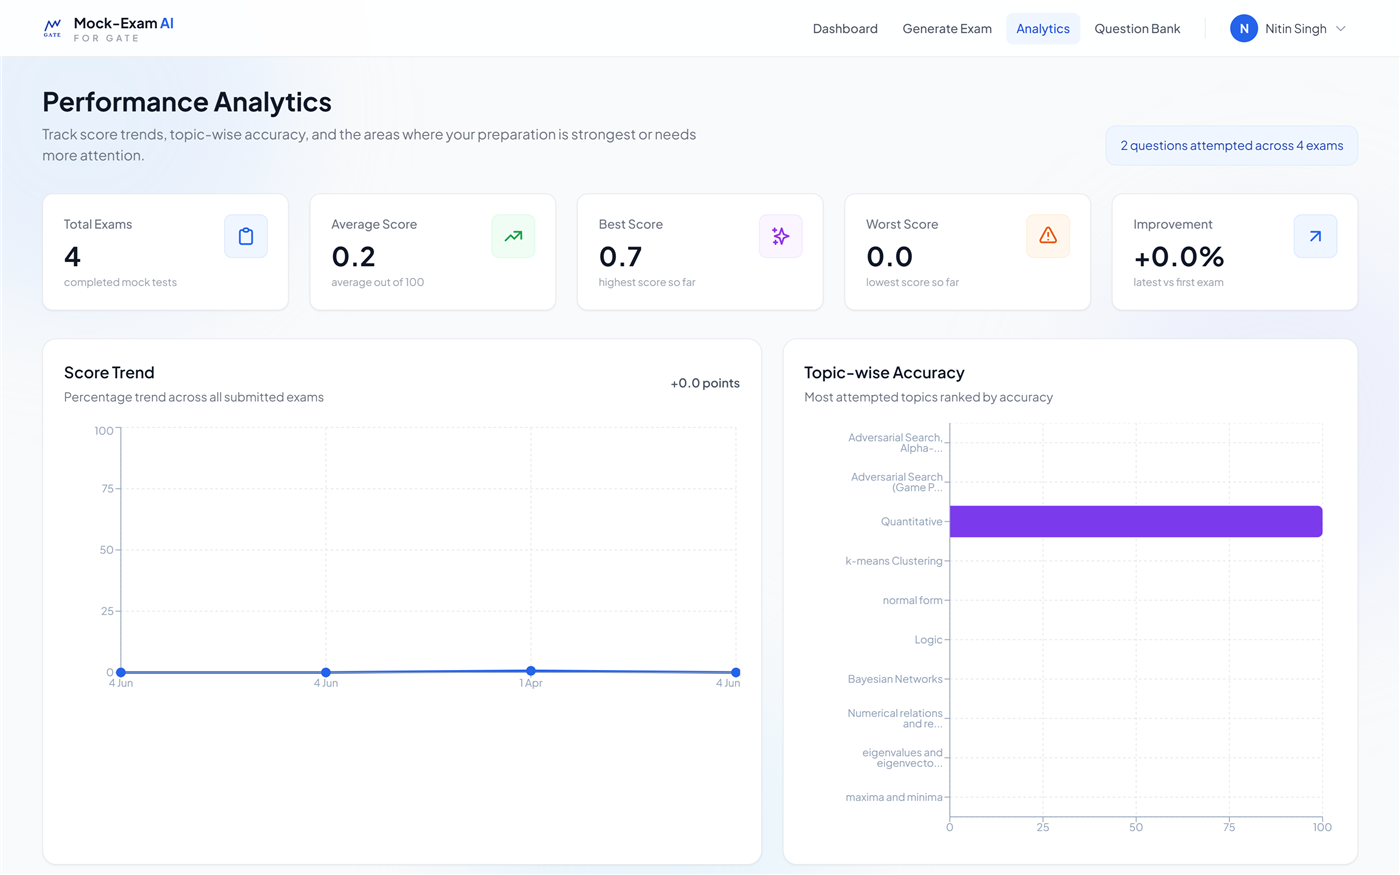 Mock-Exam AI
FOR GATE
GATE
Dashboard
Generate Exam
Analytics
Question Bank
N
Nitin Singh
Performance Analytics
Track score trends, topic-wise accuracy, and the areas where your preparation is strongest or needs
more attention.
2 questions attempted across 4 exams
Total Exams
4
completed mock tests
Average Score
0.2
average out of 100
Best Score
0.7
highest score so far
Worst Score
0.0
lowest score so far
Improvement
+0.0%
latest vs first exam
Score Trend
Percentage trend across all submitted exams
+0.0 points
100
75
50
25
0
4 Jun
4 Jun
1 Apr
4 Jun
Topic-wise Accuracy
Most attempted topics ranked by accuracy
Adversarial Search,
Alpha-...
Adversarial Search
(Game P...
Quantitative
k-means Clustering
normal form
Logic
Bayesian Networks
Numerical relations
and re...
eigenvalues and
eigenvecto...
maxima and minima
0
25
50
75
100